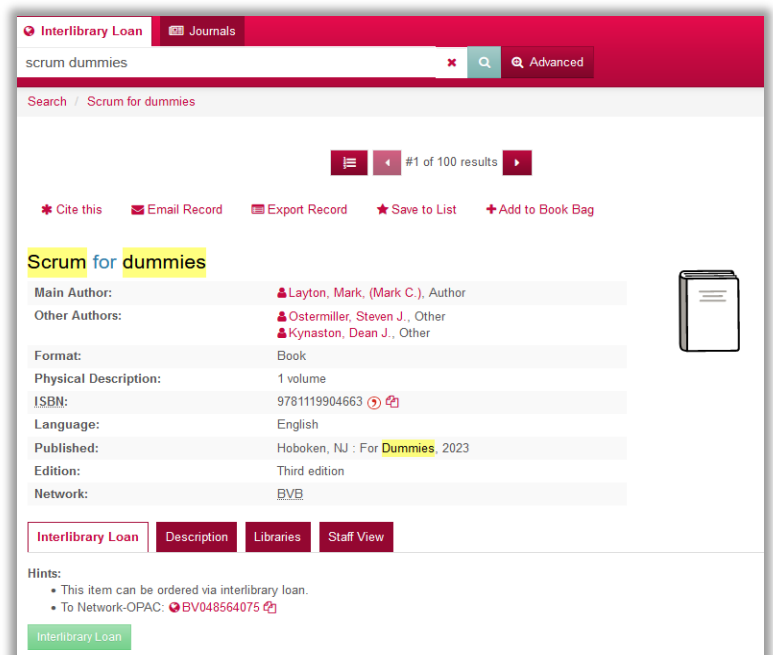 Interlibrary Loan Journals
scrum dummies Advanced
Search / Scrum for dummies
#1 of 100 results
Cite this Email Record Export Record Save to List Add to Book Bag
Scrum for dummies
Main Author: Layton, Mark, (Mark C.), Author
Other Authors: Ostermiller, Steven J., Other
Kynaston, Dean J., Other
Format: Book
Physical Description: 1 volume
ISBN: 9781119904663
Language: English
Published: Hoboken, NJ : For Dummies, 2023
Edition: Third edition
Network: BVB
Interlibrary Loan Description Libraries Staff View
Hints:
• This item can be ordered via interlibrary loan.
• To Network-OPAC: BV048564075
Interlibrary Loan